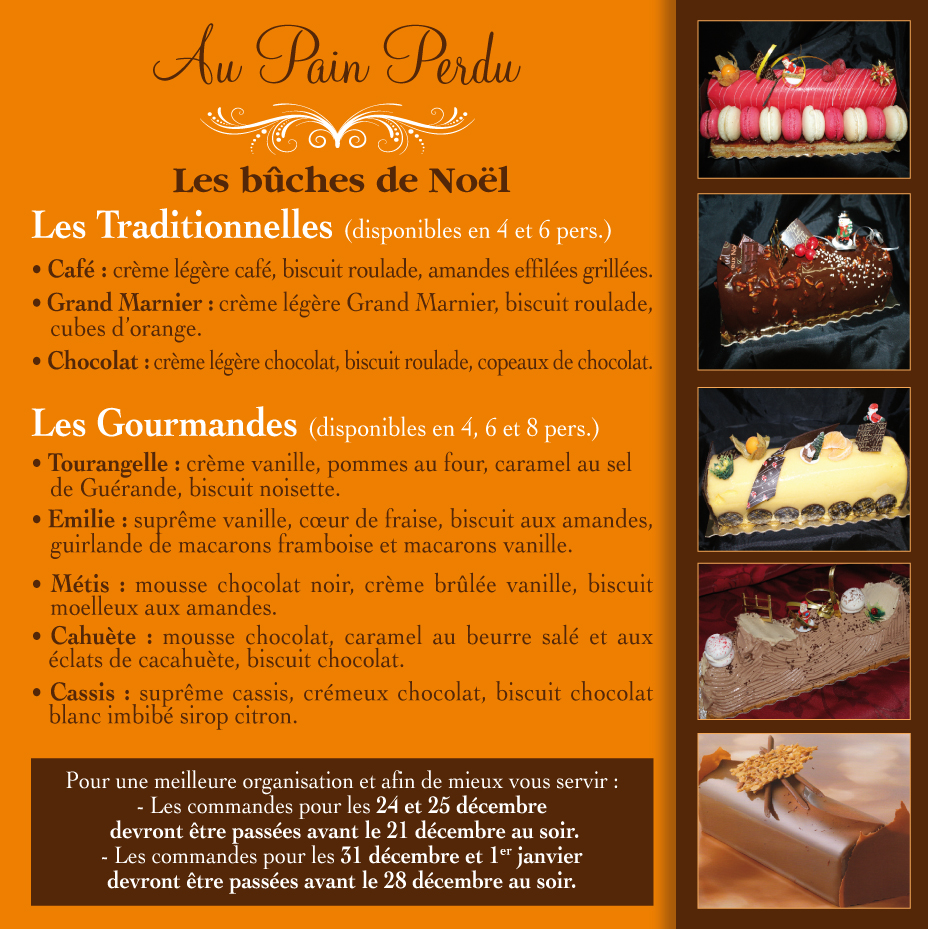 Au Pain Perdu
Les bûches de Noël
Les Traditionnelles (disponibles en 4 et 6 pers.)
• Café : crème légère café, biscuit roulade, amandes effilées grillées.
• Grand Marnier : crème légère Grand Marnier, biscuit roulade,
cubes d'orange.
• Chocolat : crème légère chocolat, biscuit roulade, copeaux de chocolat.
Les Gourmandes (disponibles en 4, 6 et 8 pers.)
• Tourangelle : crème vanille, pommes au four, caramel au sel
de Guérande, biscuit noisette.
• Emilie : suprême vanille, cœur de fraise, biscuit aux amandes,
guirlande de macarons framboise et macarons vanille.
• Métis : mousse chocolat noir, crème brûlée vanille, biscuit
moelleux aux amandes.
• Cahuète : mousse chocolat, caramel au beurre salé et aux
éclats de cacahuète, biscuit chocolat.
• Cassis : suprême cassis, crémeux chocolat, biscuit chocolat
blanc imbibé sirop citron.
Pour une meilleure organisation et afin de mieux vous servir :
- Les commandes pour les 24 et 25 décembre
devront être passées avant le 21 décembre au soir.
- Les commandes pour les 31 décembre et 1er janvier
devront être passées avant le 28 décembre au soir.